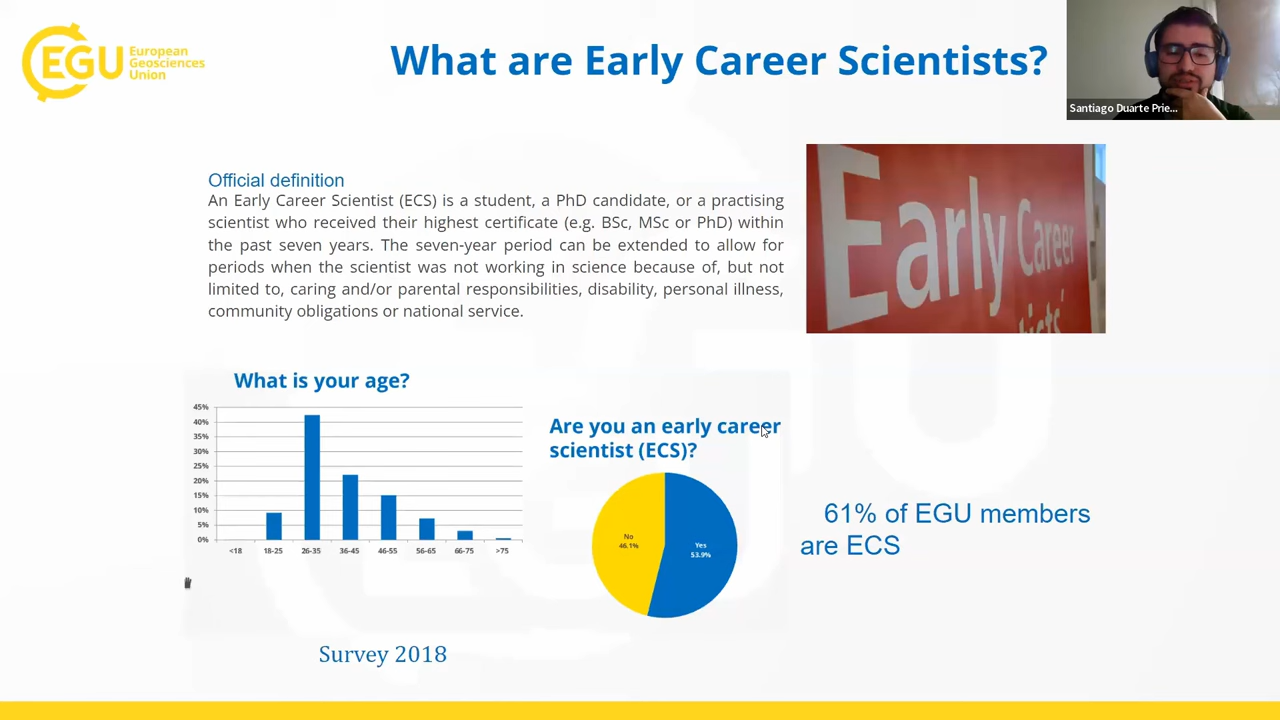 EGU
European
Geosciences
Union
What are Early Career Scientists?
Santiago Duarte Prie...
Official definition
An Early Career Scientist (ECS) is a student, a PhD candidate, or a practising
scientist who received their highest certificate (e.g. BSc, MSc or PhD) within
the past seven years. The seven-year period can be extended to allow for
periods when the scientist was not working in science because of, but not
limited to, caring and/or parental responsibilities, disability, personal illness,
community obligations or national service.
Early Career
What is your age?
45%
40%
35%
30%
25%
20%
15%
10%
5%
0%
<18 18-25 26-35 36-45 46-55 56-65 66-75 >75
Are you an early career
scientist (ECS)?
No
46.1%
Yes
53.9%
61% of EGU members
are ECS
Survey 2018